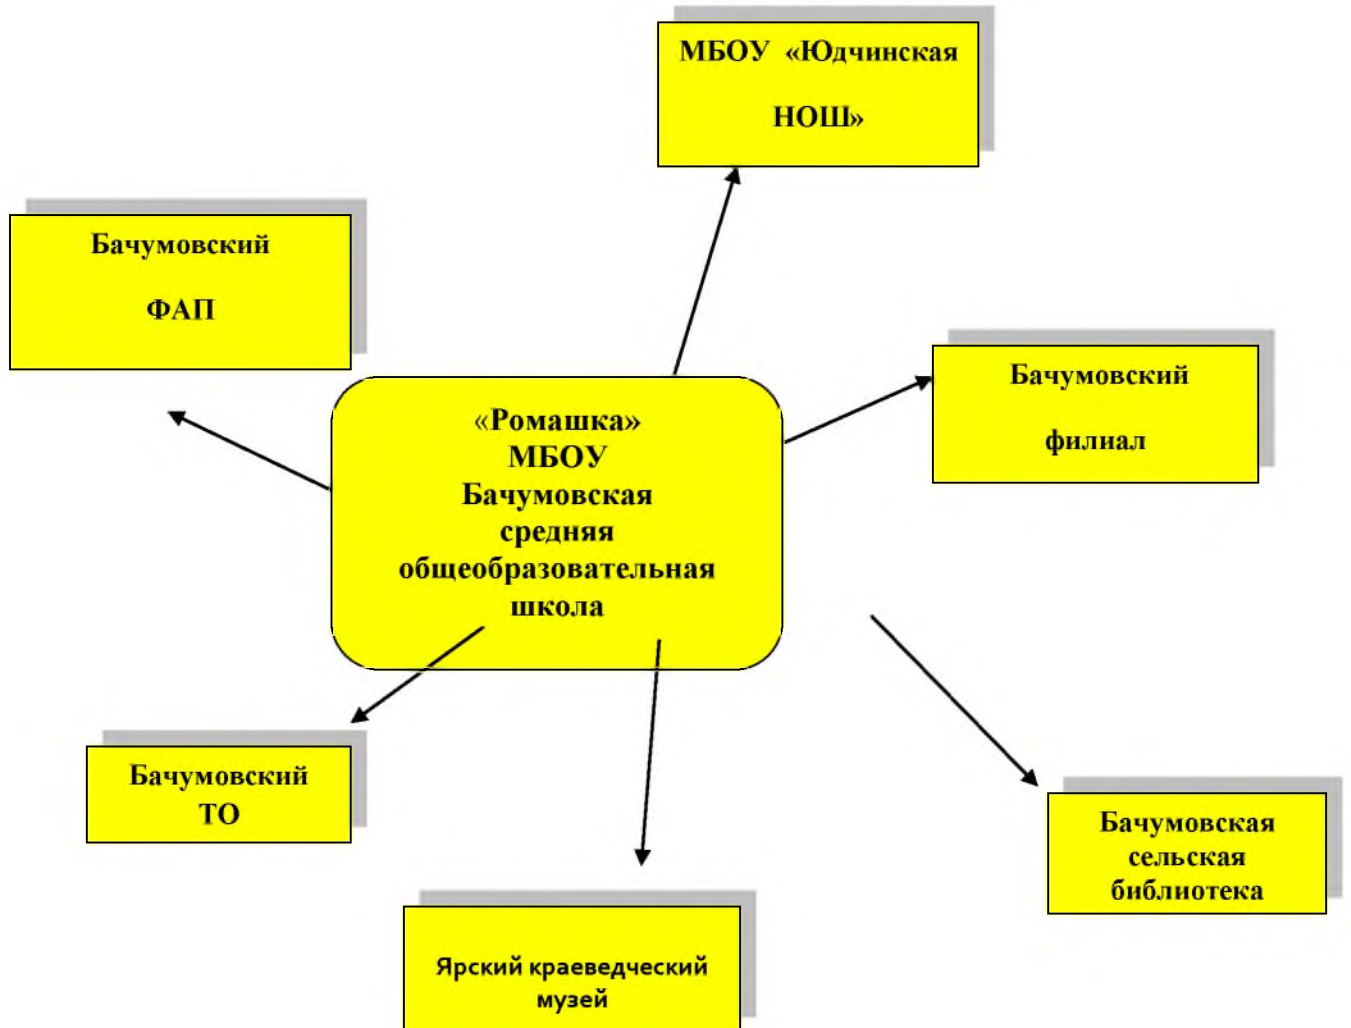 МБОУ «Юдчинская
НОШ»
Бачумовский
ФАП
Бачумовский
филиал
«Ромашка»
МБОУ
Бачумовская
средняя
общеобразовательная
школа
Бачумовский
ТО
Бачумовская
сельская
библиотека
Ярский краеведческий
музей